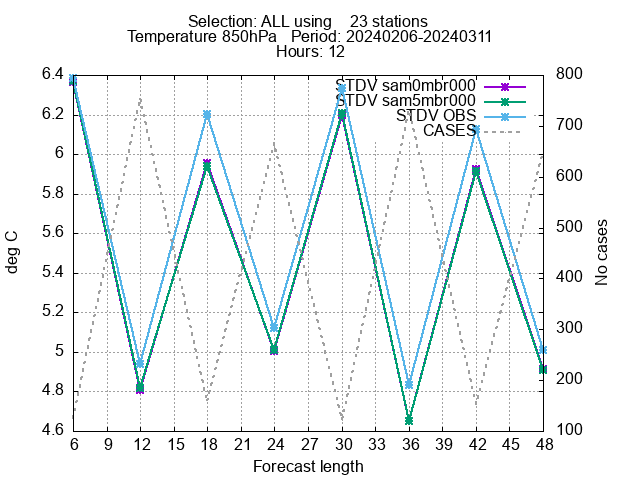 Selection: ALL using    23 stations
Temperature 850hPa   Period: 20240206-20240311
Hours: 12
STDV sam0mbr000
STDV sam5mbr000
STDV OBS
CASES
6.4
6.2
6
5.8
5.6
5.4
5.2
5
4.8
4.6
deg C
800
700
600
500
400
300
200
100
No cases
6 9 12 15 18 21 24 27 30 33 36 39 42 45 48
Forecast length